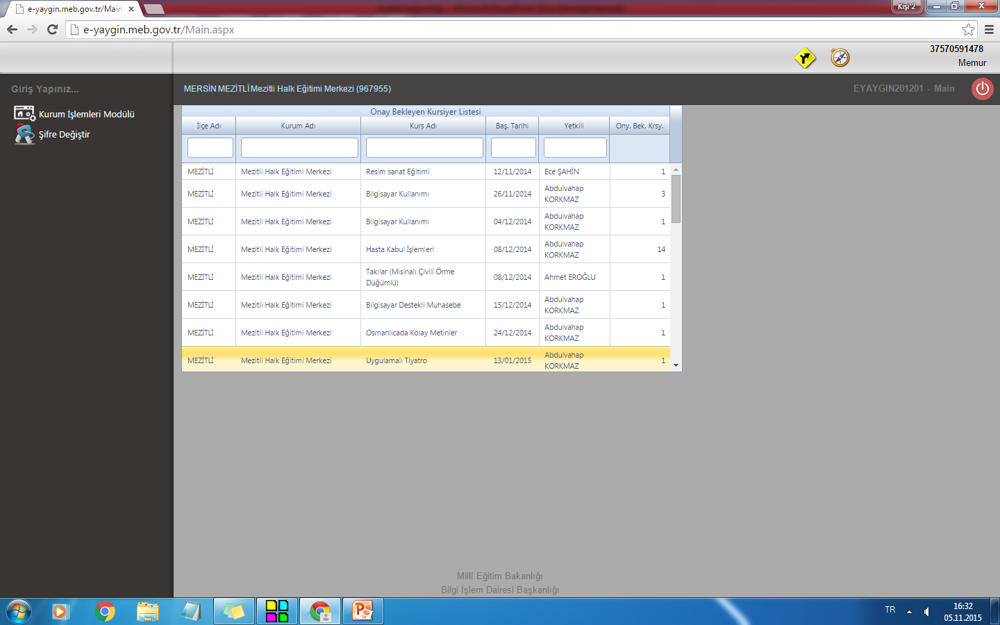 e-yaygin.meb.gov.tr/Main
Kişi 2
e-yaygin.meb.gov.tr/Main.aspx
37570591478
Memur
Giriş Yapınız...
MERSİN MEZİTLİ Mezitli Halk Eğitimi Merkezi (967955)
EYAYGIN201201 - Main
Kurum İşlemleri Modülü
Şifre Değiştir
Onay Bekleyen Kursiyer Listesi
İlçe Adı Kurum Adı Kurs Adı Baş. Tarihi Yetkili Ony. Bek. Krsy.
MEZİTLİ Mezitli Halk Eğitimi Merkezi Resim sanat Eğitimi 12/11/2014 Ece ŞAHİN 1
MEZİTLİ Mezitli Halk Eğitimi Merkezi Bilgisayar Kullanımı 26/11/2014 Abdulvahap KORKMAZ 3
MEZİTLİ Mezitli Halk Eğitimi Merkezi Bilgisayar Kullanımı 04/12/2014 Abdulvahap KORKMAZ 1
MEZİTLİ Mezitli Halk Eğitimi Merkezi Hasta Kabul İşlemleri 08/12/2014 Abdulvahap KORKMAZ 14
MEZİTLİ Mezitli Halk Eğitimi Merkezi Takılar (Misinalı Çivili Örme Düğümlü) 08/12/2014 Ahmet EROĞLU 1
MEZİTLİ Mezitli Halk Eğitimi Merkezi Bilgisayar Destekli Muhasebe 15/12/2014 Abdulvahap KORKMAZ 1
MEZİTLİ Mezitli Halk Eğitimi Merkezi Osmanlıcada Kolay Metinler 24/12/2014 Abdulvahap KORKMAZ 1
MEZİTLİ Mezitli Halk Eğitimi Merkezi Uygulamalı Tiyatro 13/01/2015 Abdulvahap KORKMAZ 1
Millî Eğitim Bakanlığı
Bilgi İşlem Dairesi Başkanlığı
TR
16:32
05.11.2015